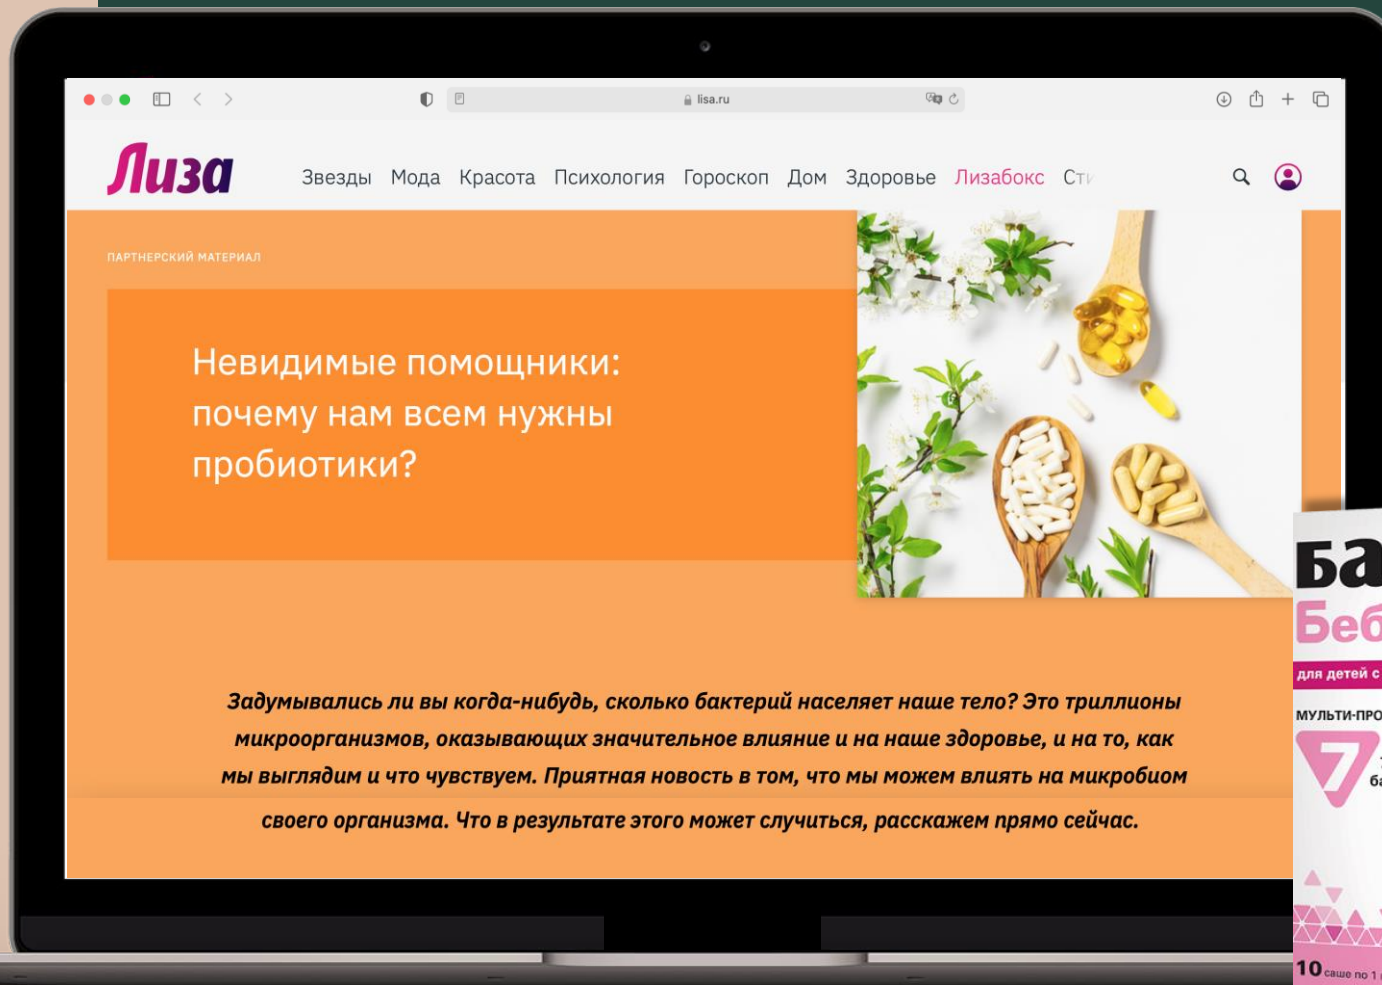 lisa.ru
Лиза
Звезды Мода Красота Психология Гороскоп Дом Здоровье Лизабокс
ПАРТНЕРСКИЙ МАТЕРИАЛ
Невидимые помощники:
почему нам всем нужны
пробиотики?
Задумывались ли вы когда-нибудь, сколько бактерий населяет наше тело? Это триллионы
микроорганизмов, оказывающих значительное влияние и на наше здоровье, и на то, как
мы выглядим и что чувствуем. Приятная новость в том, что мы можем влиять на микробиом
своего организма. Что в результате этого может случиться, расскажем прямо сейчас.
для детей с
7
10 саше по 1